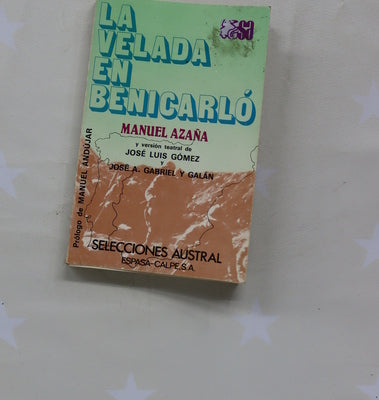 LA
VELADA
EN
BENICARLÓ
MANUEL AZAÑA
y versión teatral de
JOSÉ LUIS GÓMEZ
Y
JOSÉ A. GABRIEL Y GALÁN
Prólogo de MANUEL ANDÚJAR
SELECCIONES AUSTRAL
ESPASA-CALPE,S.A.